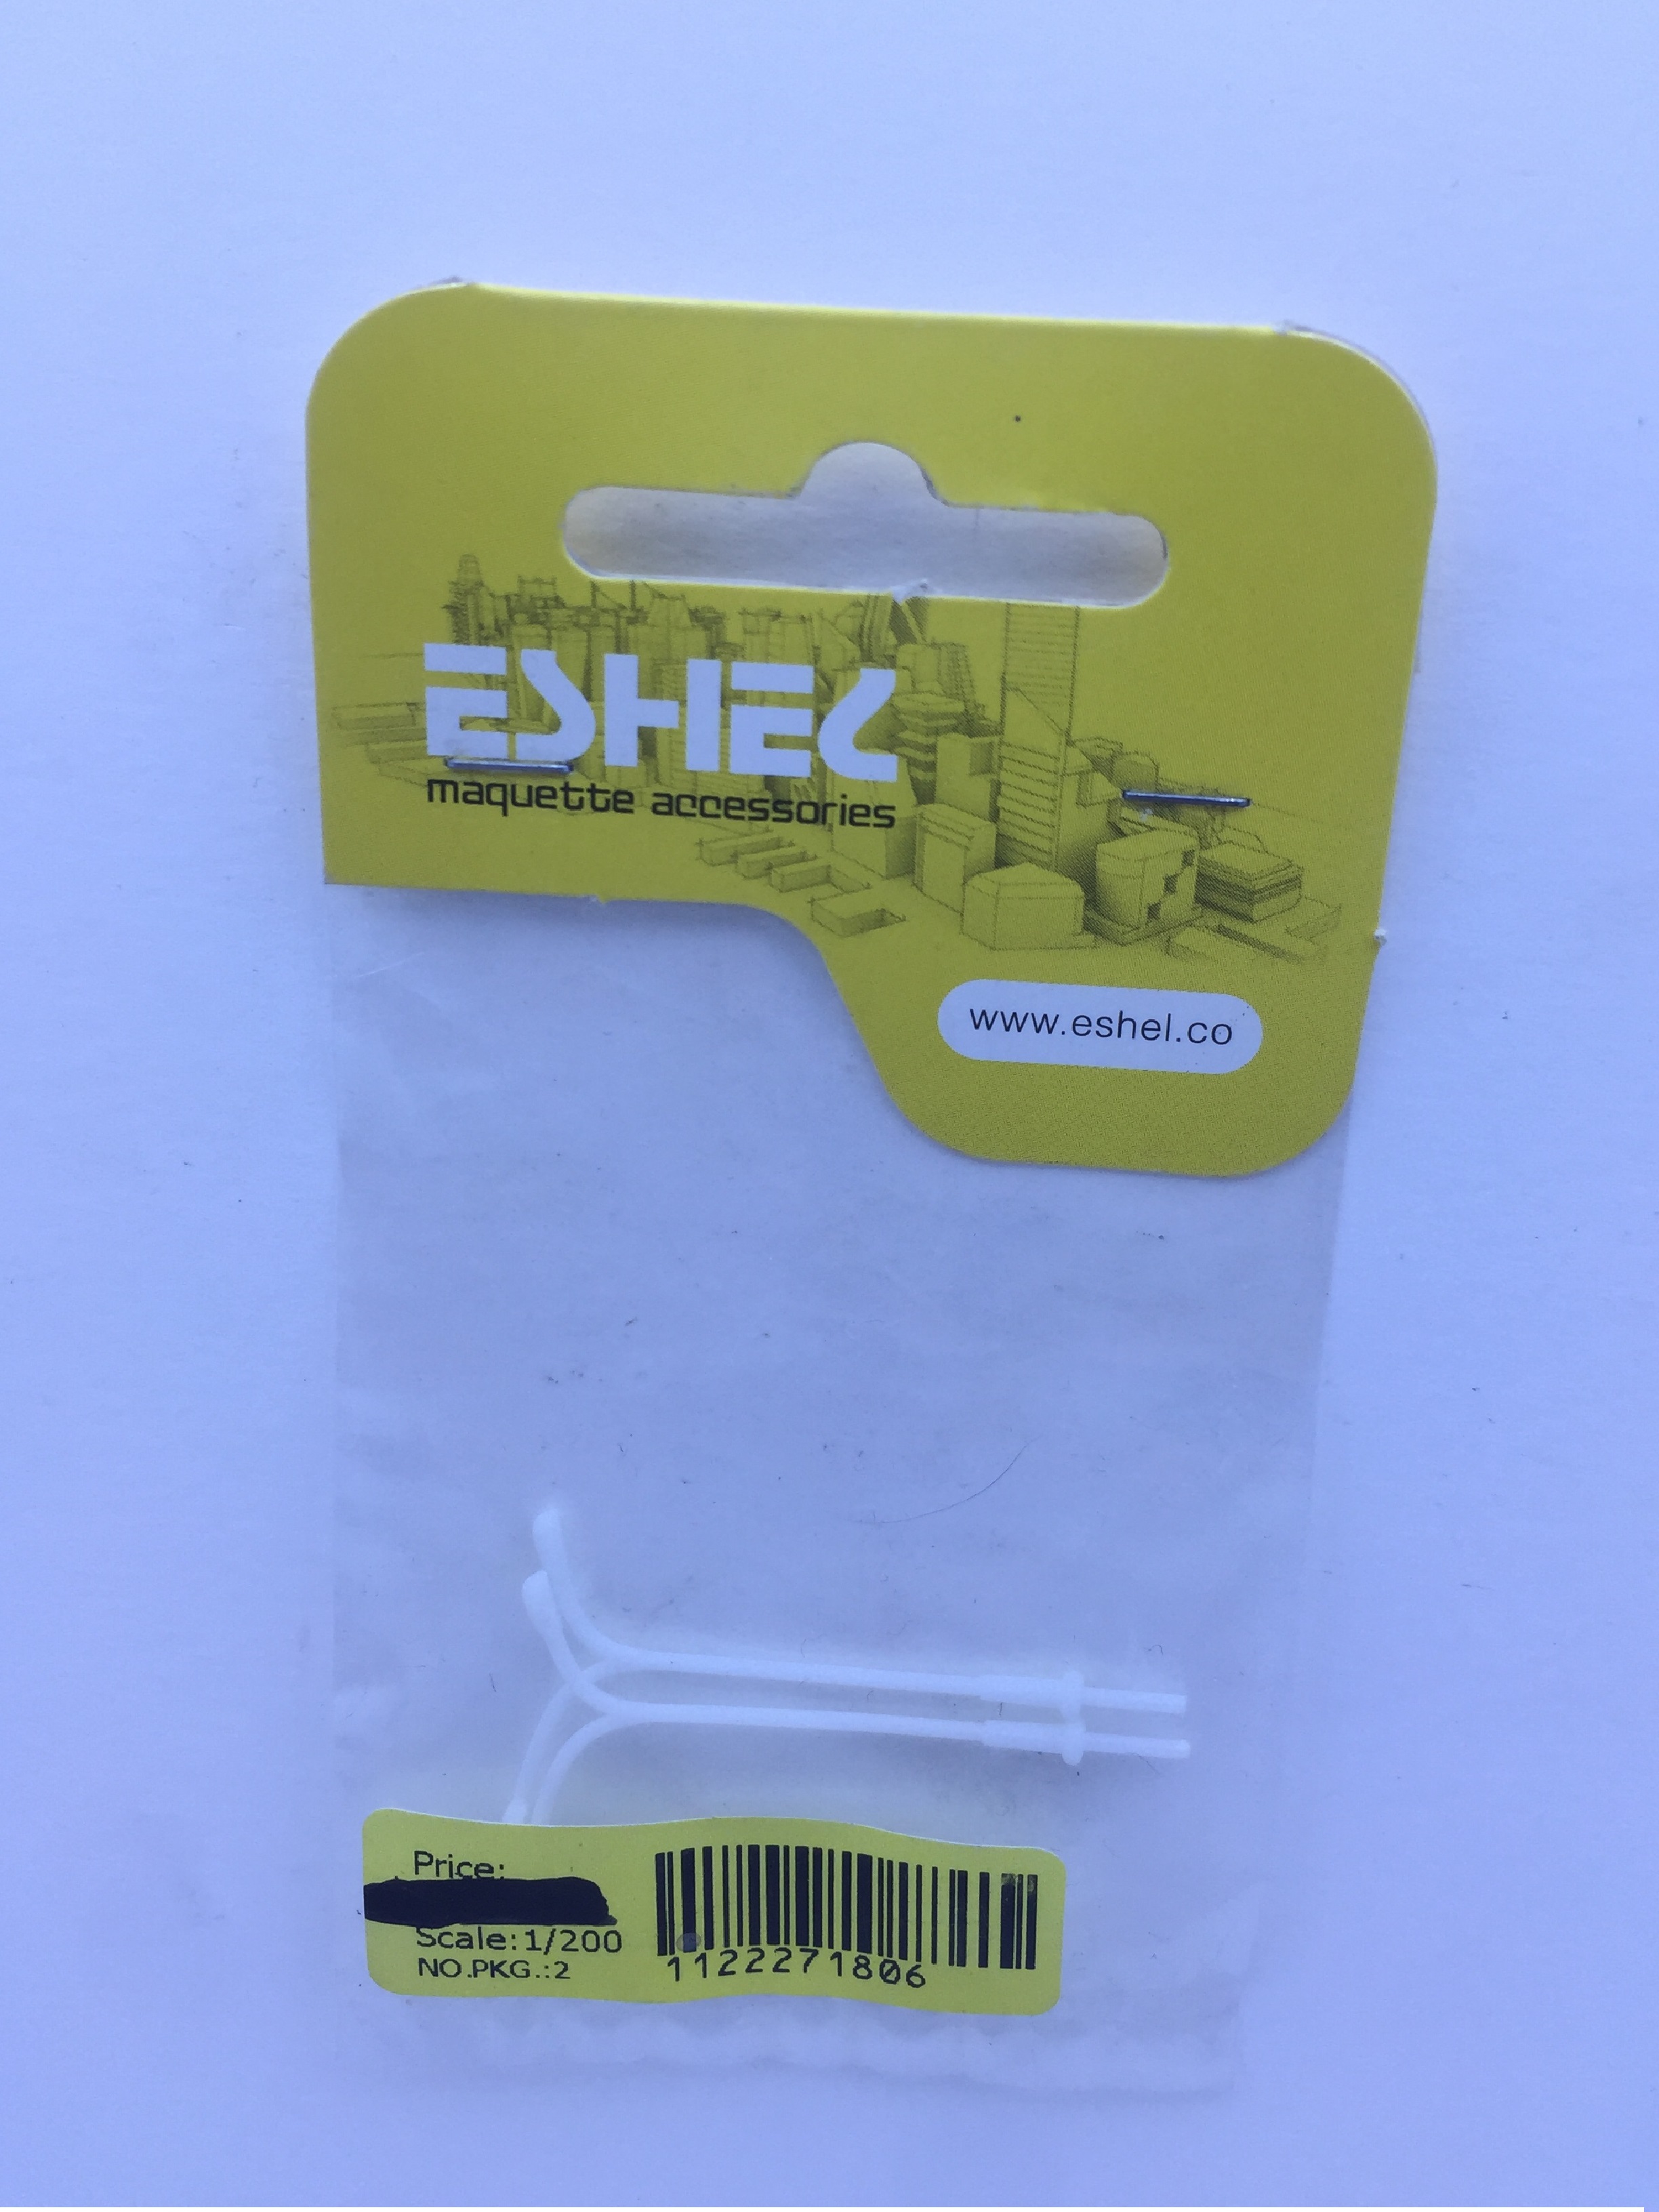 ESHEL
maquette accessories
www.eshel.co
Price:
Scale:1/200
NO.PKG.:2
1122271806